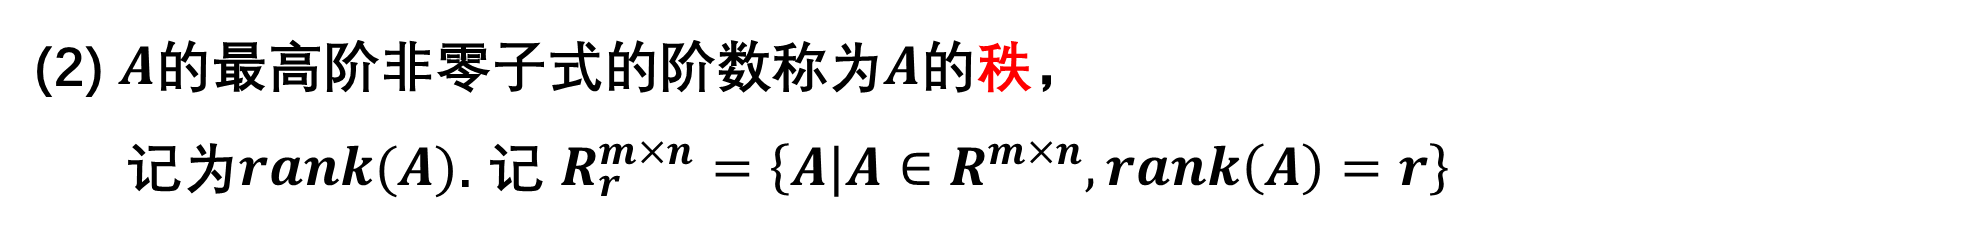 (2) A的最高阶非零子式的阶数称为A的秩，
记为rank(A). 记 R_r^{m×n} = {A|A ∈ R^{m×n}, rank(A) = r}